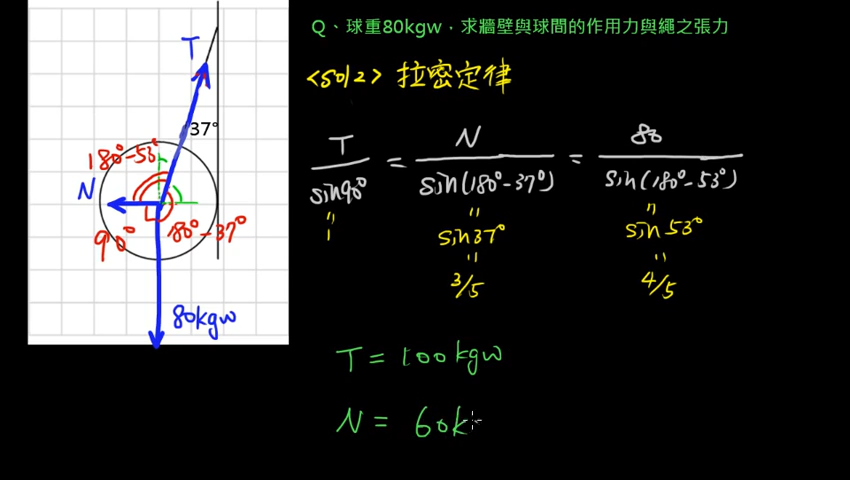 Q、球重80kgw，求牆壁與球間的作用力與繩之張力
<sol2> 拉密定律
T
37°
180°-53°
N
90°
180°-37°
80kgw
T/sin90° = N/sin(180°-37°) = 80/sin(180°-53°)
" " "
1 sin37° sin53°
" "
3/5 4/5
T = 100kgw
N = 60k